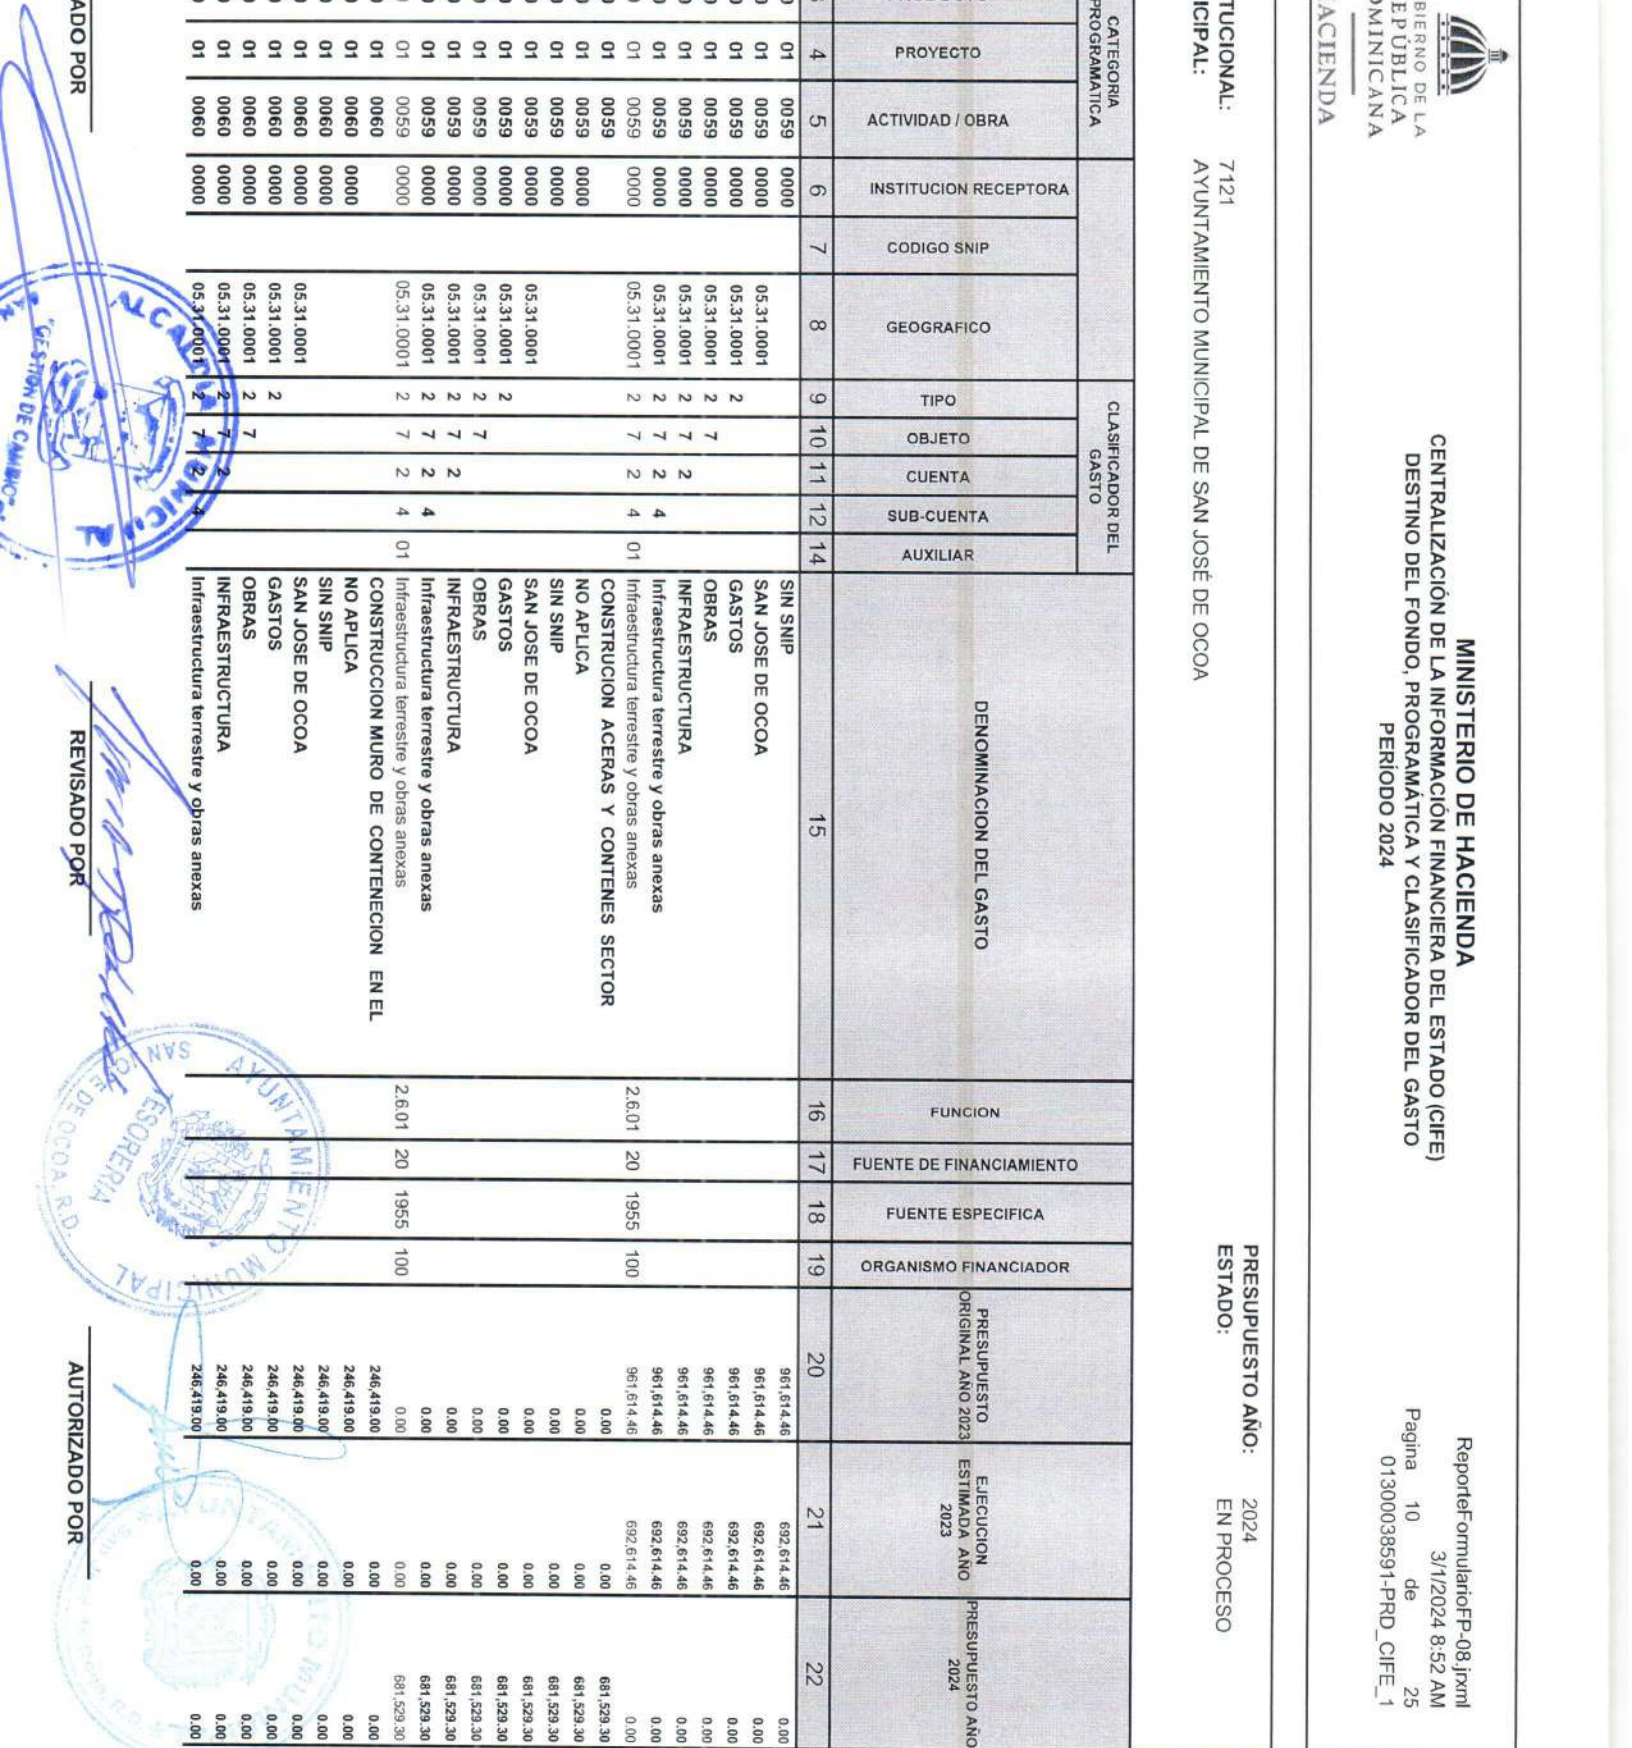 GOBIERNO DE LA
REPÚBLICA
DOMINICANA
HACIENDA
MINISTERIO DE HACIENDA
CENTRALIZACIÓN DE LA INFORMACIÓN FINANCIERA DEL ESTADO (CIFE)
DESTINO DEL FONDO, PROGRAMÁTICA Y CLASIFICADOR DEL GASTO
PERÍODO 2024
ReporteFormularioFP-08.jrxml
3/1/2024 8:52 AM
Pagina 10 de 25
01300038591-PRD_CIFE_1
TUCIONAL: 7121
ICIPAL: AYUNTAMIENTO MUNICIPAL DE SAN JOSÉ DE OCOA
PRESUPUESTO AÑO: 2024
ESTADO: EN PROCESO
CATEGORIA PROGRAMATICA
CLASIFICADOR DEL GASTO
PROYECTO ACTIVIDAD / OBRA INSTITUCION RECEPTORA CODIGO SNIP GEOGRAFICO TIPO OBJETO CUENTA SUB-CUENTA AUXILIAR DENOMINACION DEL GASTO FUNCION FUENTE DE FINANCIAMIENTO FUENTE ESPECIFICA ORGANISMO FINANCIADOR PRESUPUESTO ORIGINAL AÑO 2023 EJECUCION ESTIMADA AÑO 2023 PRESUPUESTO AÑO 2024
4 5 6 7 8 9 10 11 12 14 15 16 17 18 19 20 21 22
01 0059 0000 SIN SNIP 961,614.46 692,614.46 0.00
01 0059 0000 05.31.0001 SAN JOSE DE OCOA 961,614.46 692,614.46 0.00
01 0059 0000 05.31.0001 2 GASTOS 961,614.46 692,614.46 0.00
01 0059 0000 05.31.0001 2 7 OBRAS 961,614.46 692,614.46 0.00
01 0059 0000 05.31.0001 2 7 2 INFRAESTRUCTURA 961,614.46 692,614.46 0.00
01 0059 0000 05.31.0001 2 7 2 4 Infraestructura terrestre y obras anexas 961,614.46 692,614.46 0.00
01 0059 0000 05.31.0001 2 7 2 4 01 Infraestructura terrestre y obras anexas 2.6.01 20 1955 100 961,614.46 692,614.46 0.00
01 0059 CONSTRUCION ACERAS Y CONTENES SECTOR 0.00 0.00 681,529.30
01 0059 0000 NO APLICA 0.00 0.00 681,529.30
01 0059 0000 SIN SNIP 0.00 0.00 681,529.30
01 0059 0000 05.31.0001 SAN JOSE DE OCOA 0.00 0.00 681,529.30
01 0059 0000 05.31.0001 2 GASTOS 0.00 0.00 681,529.30
01 0059 0000 05.31.0001 2 7 OBRAS 0.00 0.00 681,529.30
01 0059 0000 05.31.0001 2 7 2 INFRAESTRUCTURA 0.00 0.00 681,529.30
01 0059 0000 05.31.0001 2 7 2 4 Infraestructura terrestre y obras anexas 0.00 0.00 681,529.30
01 0059 0000 05.31.0001 2 7 2 4 01 Infraestructura terrestre y obras anexas 2.6.01 20 1955 100 0.00 0.00 681,529.30
01 0060 CONSTRUCCION MURO DE CONTENECION EN EL 246,419.00 0.00 0.00
01 0060 0000 NO APLICA 246,419.00 0.00 0.00
01 0060 0000 SIN SNIP 246,419.00 0.00 0.00
01 0060 0000 05.31.0001 SAN JOSE DE OCOA 246,419.00 0.00 0.00
01 0060 0000 05.31.0001 2 GASTOS 246,419.00 0.00 0.00
01 0060 0000 05.31.0001 2 7 OBRAS 246,419.00 0.00 0.00
01 0060 0000 05.31.0001 2 7 2 INFRAESTRUCTURA 246,419.00 0.00 0.00
01 0060 0000 05.31.0001 2 7 2 4 Infraestructura terrestre y obras anexas 246,419.00 0.00 0.00
ALCALDIA MUNICIPAL
"GESTION DE CAMBIO"
AYUNTAMIENTO MUNICIPAL
TESORERIA
SAN JOSE DE OCOA, R.D.
ADO POR
REVISADO POR
AUTORIZADO POR